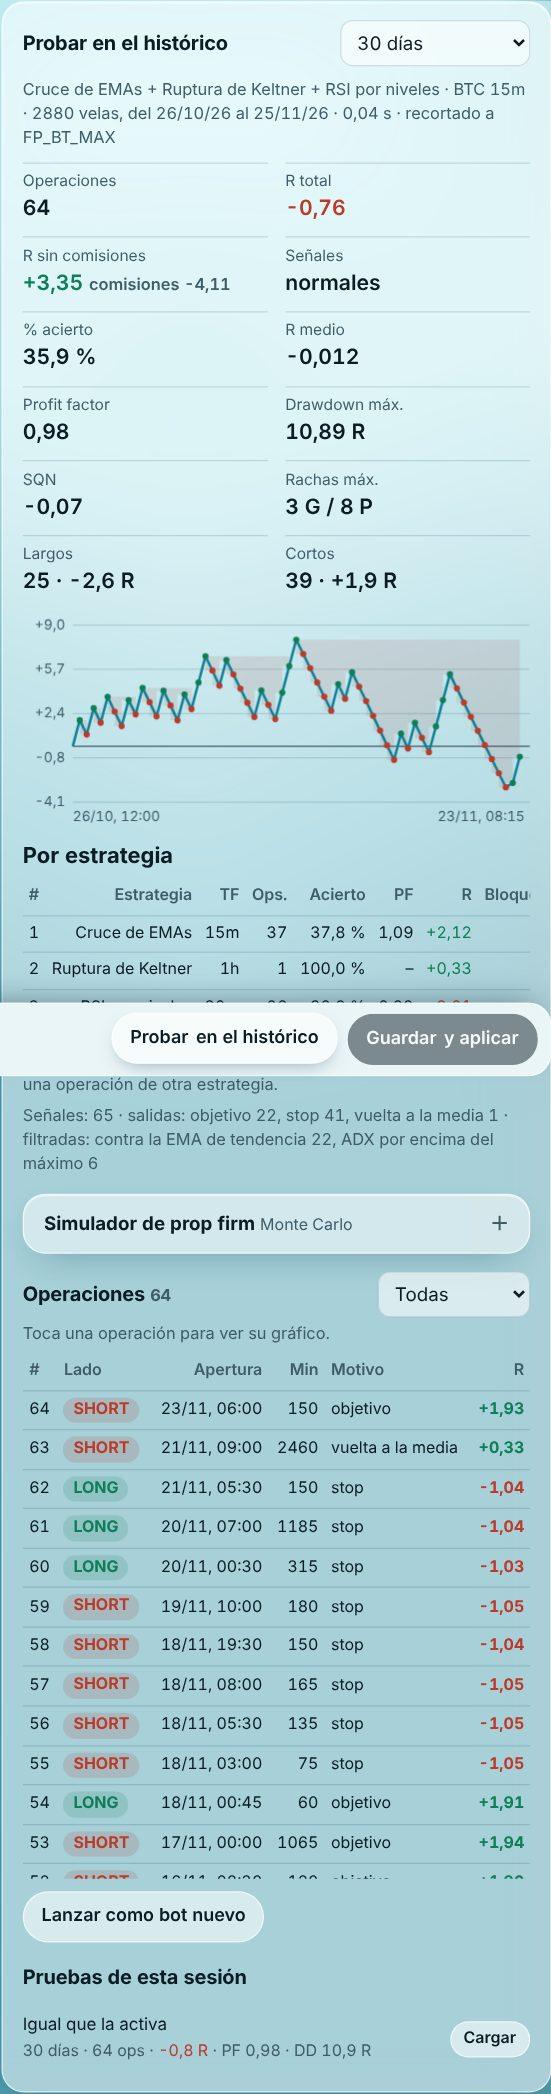 Probar en el histórico
30 días
Cruce de EMAs + Ruptura de Keltner + RSI por niveles · BTC 15m
· 2880 velas, del 26/10/26 al 25/11/26 · 0,04 s · recortado a
FP_BT_MAX
Operaciones
64
R total
-0,76
R sin comisiones
+3,35 comisiones -4,11
Señales
normales
% acierto
35,9 %
R medio
-0,012
Profit factor
0,98
Drawdown máx.
10,89 R
SQN
-0,07
Rachas máx.
3 G / 8 P
Largos
25 · -2,6 R
Cortos
39 · +1,9 R
+9,0
+5,7
+2,4
-0,8
-4,1
26/10, 12:00
23/11, 08:15
Por estrategia
# Estrategia TF Ops. Acierto PF R
1 Cruce de EMAs 15m 37 37,8 % 1,09 +2,12
2 Ruptura de Keltner 1h 1 100,0 % – +0,33
Probar en el histórico
Guardar y aplicar
una operación de otra estrategia.
Señales: 65 · salidas: objetivo 22, stop 41, vuelta a la media 1 ·
filtradas: contra la EMA de tendencia 22, ADX por encima del
máximo 6
Simulador de prop firm Monte Carlo +
Operaciones 64
Todas
Toca una operación para ver su gráfico.
# Lado Apertura Min Motivo R
64 SHORT 23/11, 06:00 150 objetivo +1,93
63 SHORT 21/11, 09:00 2460 vuelta a la media +0,33
62 LONG 21/11, 05:30 150 stop -1,04
61 LONG 20/11, 07:00 1185 stop -1,04
60 LONG 20/11, 00:30 315 stop -1,03
59 SHORT 19/11, 10:00 180 stop -1,05
58 SHORT 18/11, 19:30 150 stop -1,04
57 SHORT 18/11, 08:00 165 stop -1,05
56 SHORT 18/11, 05:30 135 stop -1,05
55 SHORT 18/11, 03:00 75 stop -1,05
54 LONG 18/11, 00:45 60 objetivo +1,91
53 SHORT 17/11, 00:00 1065 objetivo +1,94
Lanzar como bot nuevo
Pruebas de esta sesión
Igual que la activa
30 días · 64 ops · -0,8 R · PF 0,98 · DD 10,9 R
Cargar